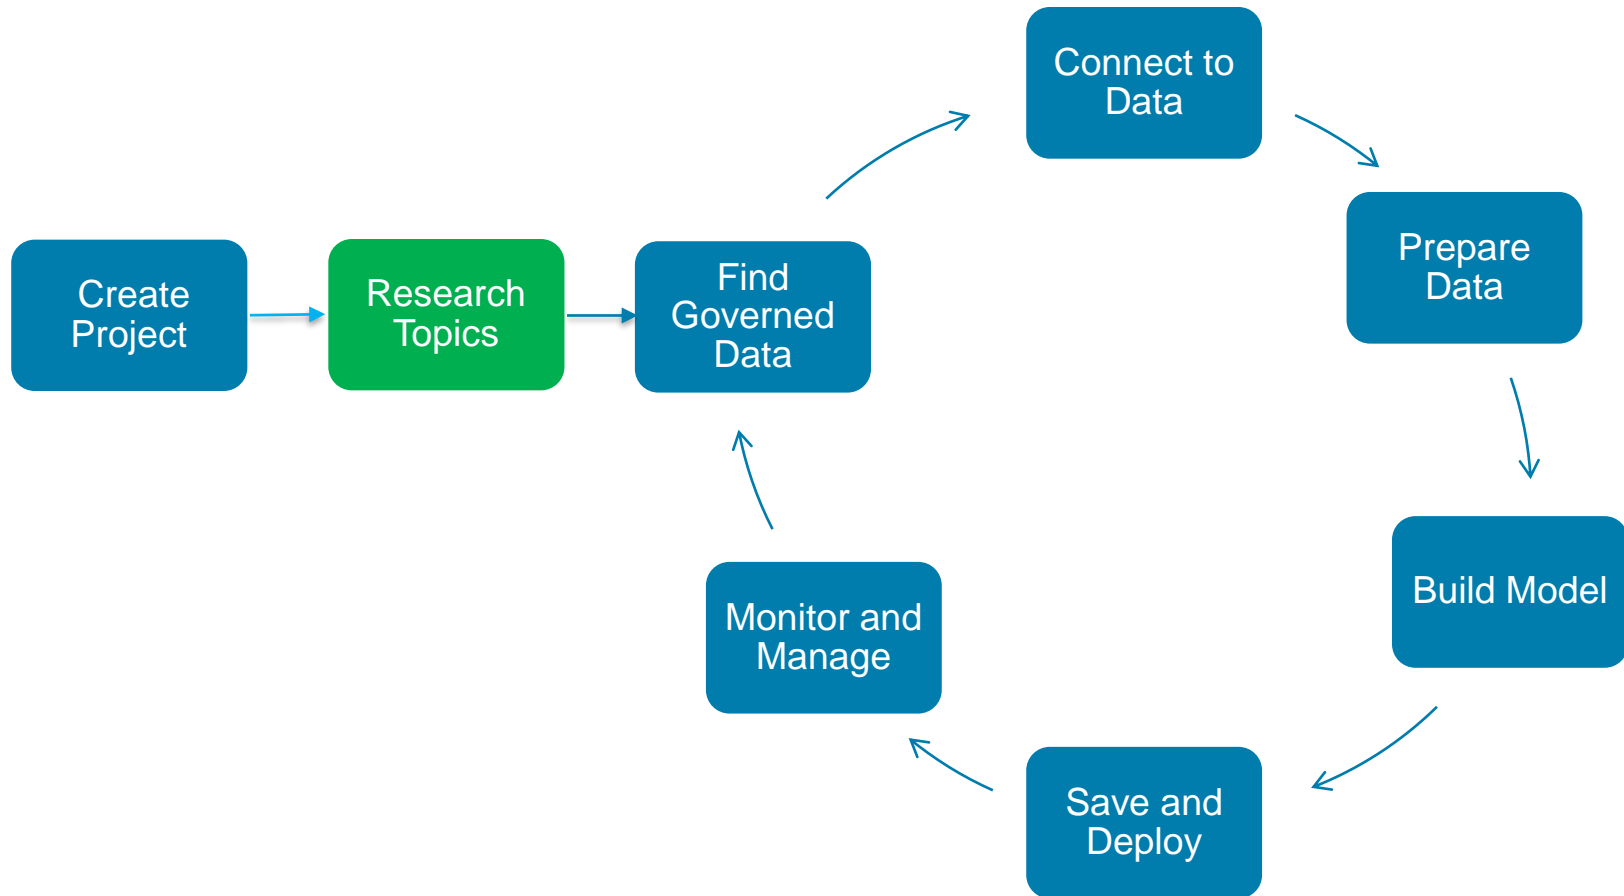 Create
Project
Research
Topics
Find
Governed
Data
Connect to
Data
Prepare
Data
Build Model
Save and
Deploy
Monitor and
Manage